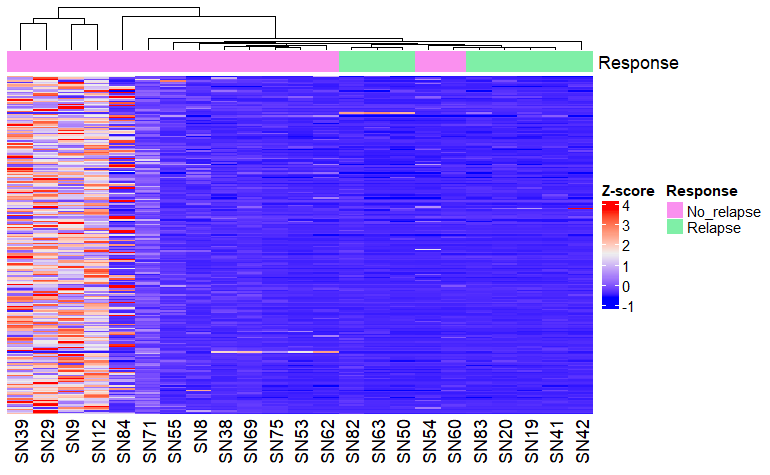 Response
Z-score
4
3
2
1
0
-1
Response
No_relapse
Relapse
SN39 SN29 SN9 SN12 SN84 SN71 SN55 SN8 SN38 SN69 SN75 SN53 SN62 SN82 SN63 SN50 SN54 SN60 SN83 SN20 SN19 SN41 SN42